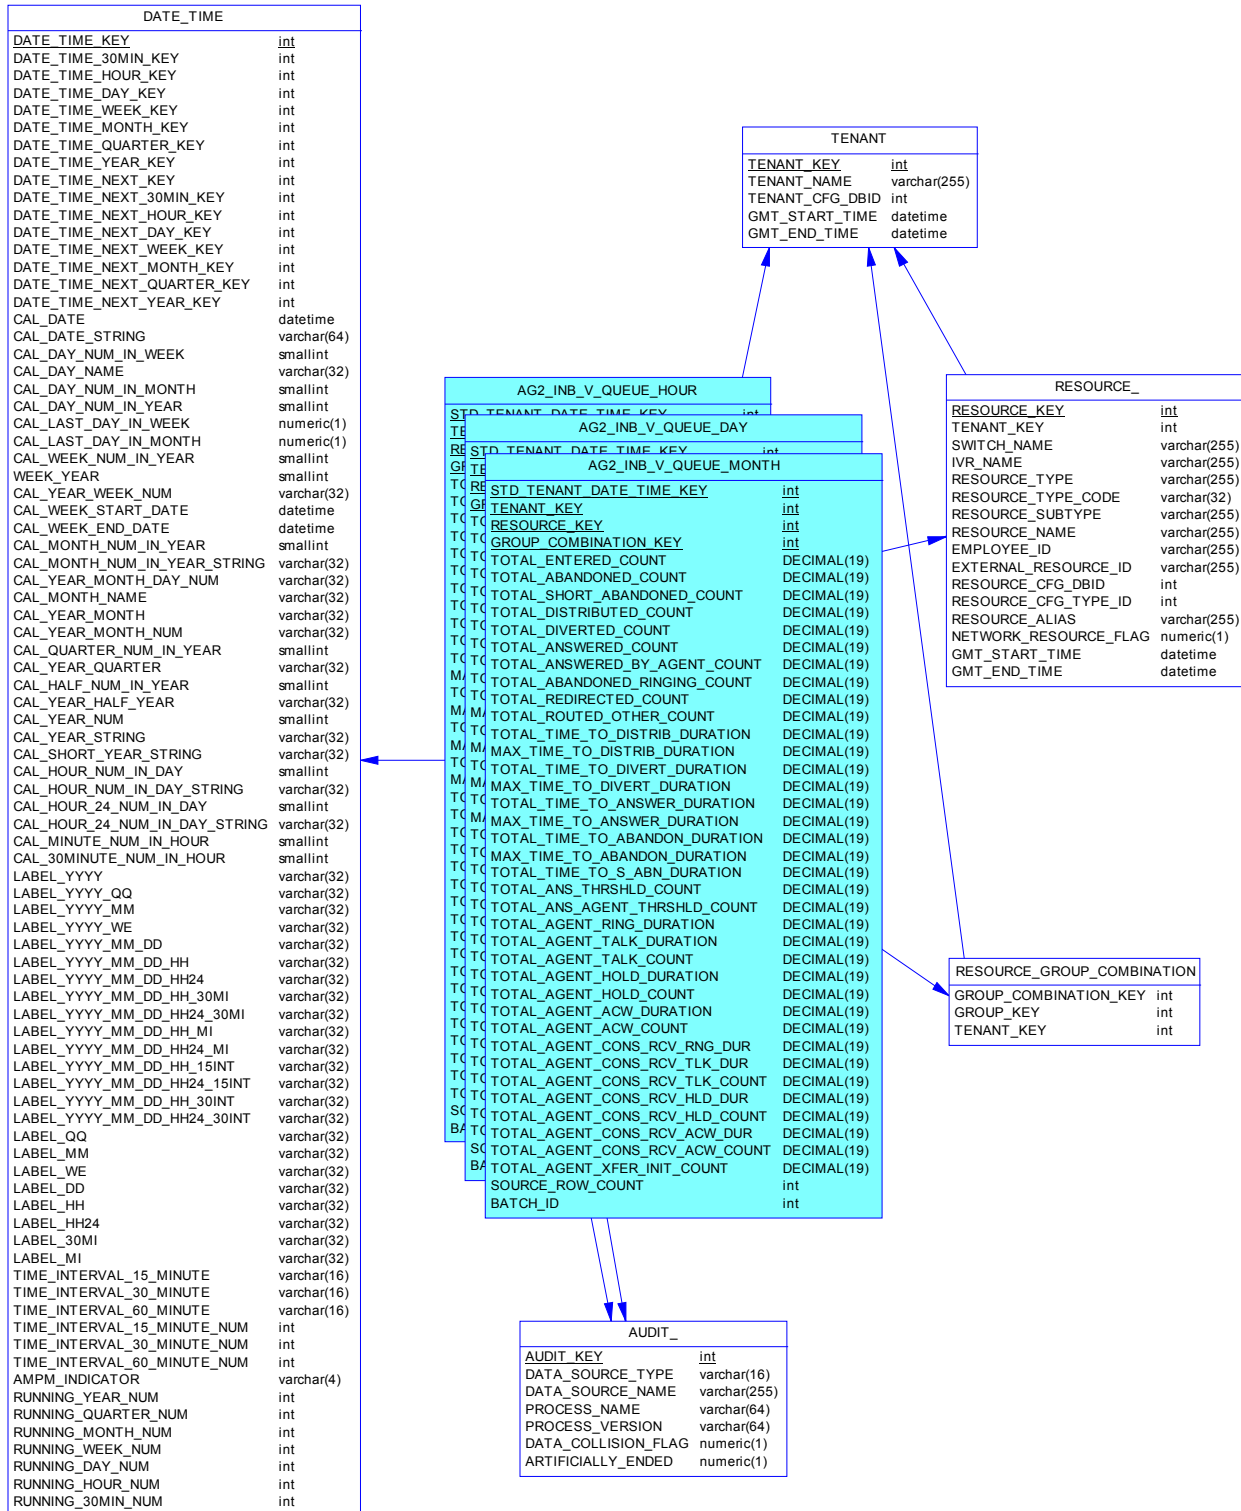 DATE_TIME
DATE_TIME_KEY int
DATE_TIME_30MIN_KEY int
DATE_TIME_HOUR_KEY int
DATE_TIME_DAY_KEY int
DATE_TIME_WEEK_KEY int
DATE_TIME_MONTH_KEY int
DATE_TIME_QUARTER_KEY int
DATE_TIME_YEAR_KEY int
DATE_TIME_NEXT_KEY int
DATE_TIME_NEXT_30MIN_KEY int
DATE_TIME_NEXT_HOUR_KEY int
DATE_TIME_NEXT_DAY_KEY int
DATE_TIME_NEXT_WEEK_KEY int
DATE_TIME_NEXT_MONTH_KEY int
DATE_TIME_NEXT_QUARTER_KEY int
DATE_TIME_NEXT_YEAR_KEY int
CAL_DATE datetime
CAL_DATE_STRING varchar(64)
CAL_DAY_NUM_IN_WEEK smallint
CAL_DAY_NAME varchar(32)
CAL_DAY_NUM_IN_MONTH smallint
CAL_DAY_NUM_IN_YEAR smallint
CAL_LAST_DAY_IN_WEEK numeric(1)
CAL_LAST_DAY_IN_MONTH numeric(1)
CAL_WEEK_NUM_IN_YEAR smallint
WEEK_YEAR smallint
CAL_YEAR_WEEK_NUM varchar(32)
CAL_WEEK_START_DATE datetime
CAL_WEEK_END_DATE datetime
CAL_MONTH_NUM_IN_YEAR smallint
CAL_MONTH_NUM_IN_YEAR_STRING varchar(32)
CAL_YEAR_MONTH_DAY_NUM varchar(32)
CAL_MONTH_NAME varchar(32)
CAL_YEAR_MONTH varchar(32)
CAL_YEAR_MONTH_NUM varchar(32)
CAL_QUARTER_NUM_IN_YEAR smallint
CAL_YEAR_QUARTER varchar(32)
CAL_HALF_NUM_IN_YEAR smallint
CAL_YEAR_HALF_YEAR varchar(32)
CAL_YEAR_NUM smallint
CAL_YEAR_STRING varchar(32)
CAL_SHORT_YEAR_STRING varchar(32)
CAL_HOUR_NUM_IN_DAY smallint
CAL_HOUR_NUM_IN_DAY_STRING varchar(32)
CAL_HOUR_24_NUM_IN_DAY smallint
CAL_HOUR_24_NUM_IN_DAY_STRING varchar(32)
CAL_MINUTE_NUM_IN_HOUR smallint
CAL_30MINUTE_NUM_IN_HOUR smallint
LABEL_YYYY varchar(32)
LABEL_YYYY_QQ varchar(32)
LABEL_YYYY_MM varchar(32)
LABEL_YYYY_WE varchar(32)
LABEL_YYYY_MM_DD varchar(32)
LABEL_YYYY_MM_DD_HH varchar(32)
LABEL_YYYY_MM_DD_HH24 varchar(32)
LABEL_YYYY_MM_DD_HH_30MI varchar(32)
LABEL_YYYY_MM_DD_HH24_30MI varchar(32)
LABEL_YYYY_MM_DD_HH_MI varchar(32)
LABEL_YYYY_MM_DD_HH24_MI varchar(32)
LABEL_YYYY_MM_DD_HH_15INT varchar(32)
LABEL_YYYY_MM_DD_HH24_15INT varchar(32)
LABEL_YYYY_MM_DD_HH_30INT varchar(32)
LABEL_YYYY_MM_DD_HH24_30INT varchar(32)
LABEL_QQ varchar(32)
LABEL_MM varchar(32)
LABEL_WE varchar(32)
LABEL_DD varchar(32)
LABEL_HH varchar(32)
LABEL_HH24 varchar(32)
LABEL_30MI varchar(32)
LABEL_MI varchar(32)
TIME_INTERVAL_15_MINUTE varchar(16)
TIME_INTERVAL_30_MINUTE varchar(16)
TIME_INTERVAL_60_MINUTE varchar(16)
TIME_INTERVAL_15_MINUTE_NUM int
TIME_INTERVAL_30_MINUTE_NUM int
TIME_INTERVAL_60_MINUTE_NUM int
AMPM_INDICATOR varchar(4)
RUNNING_YEAR_NUM int
RUNNING_QUARTER_NUM int
RUNNING_MONTH_NUM int
RUNNING_WEEK_NUM int
RUNNING_DAY_NUM int
RUNNING_HOUR_NUM int
RUNNING_30MIN_NUM int
TENANT
TENANT_KEY int
TENANT_NAME varchar(255)
TENANT_CFG_DBID int
GMT_START_TIME datetime
GMT_END_TIME datetime
AG2_INB_V_QUEUE_HOUR
STD_TENANT_DATE_TIME_KEY int
AG2_INB_V_QUEUE_DAY
STD_TENANT_DATE_TIME_KEY int
AG2_INB_V_QUEUE_MONTH
STD_TENANT_DATE_TIME_KEY int
TENANT_KEY int
RESOURCE_KEY int
GROUP_COMBINATION_KEY int
TOTAL_ENTERED_COUNT DECIMAL(19)
TOTAL_ABANDONED_COUNT DECIMAL(19)
TOTAL_SHORT_ABANDONED_COUNT DECIMAL(19)
TOTAL_DISTRIBUTED_COUNT DECIMAL(19)
TOTAL_DIVERTED_COUNT DECIMAL(19)
TOTAL_ANSWERED_COUNT DECIMAL(19)
TOTAL_ANSWERED_BY_AGENT_COUNT DECIMAL(19)
TOTAL_ABANDONED_RINGING_COUNT DECIMAL(19)
TOTAL_REDIRECTED_COUNT DECIMAL(19)
TOTAL_ROUTED_OTHER_COUNT DECIMAL(19)
TOTAL_TIME_TO_DISTRIB_DURATION DECIMAL(19)
MAX_TIME_TO_DISTRIB_DURATION DECIMAL(19)
TOTAL_TIME_TO_DIVERT_DURATION DECIMAL(19)
MAX_TIME_TO_DIVERT_DURATION DECIMAL(19)
TOTAL_TIME_TO_ANSWER_DURATION DECIMAL(19)
MAX_TIME_TO_ANSWER_DURATION DECIMAL(19)
TOTAL_TIME_TO_ABANDON_DURATION DECIMAL(19)
MAX_TIME_TO_ABANDON_DURATION DECIMAL(19)
TOTAL_TIME_TO_S_ABN_DURATION DECIMAL(19)
TOTAL_ANS_THRSHLD_COUNT DECIMAL(19)
TOTAL_ANS_AGENT_THRSHLD_COUNT DECIMAL(19)
TOTAL_AGENT_RING_DURATION DECIMAL(19)
TOTAL_AGENT_TALK_DURATION DECIMAL(19)
TOTAL_AGENT_TALK_COUNT DECIMAL(19)
TOTAL_AGENT_HOLD_DURATION DECIMAL(19)
TOTAL_AGENT_HOLD_COUNT DECIMAL(19)
TOTAL_AGENT_ACW_DURATION DECIMAL(19)
TOTAL_AGENT_ACW_COUNT DECIMAL(19)
TOTAL_AGENT_CONS_RCV_RNG_DUR DECIMAL(19)
TOTAL_AGENT_CONS_RCV_TLK_DUR DECIMAL(19)
TOTAL_AGENT_CONS_RCV_TLK_COUNT DECIMAL(19)
TOTAL_AGENT_CONS_RCV_HLD_DUR DECIMAL(19)
TOTAL_AGENT_CONS_RCV_HLD_COUNT DECIMAL(19)
TOTAL_AGENT_CONS_RCV_ACW_DUR DECIMAL(19)
TOTAL_AGENT_CONS_RCV_ACW_COUNT DECIMAL(19)
TOTAL_AGENT_XFER_INIT_COUNT DECIMAL(19)
SOURCE_ROW_COUNT int
BATCH_ID int
RESOURCE_
RESOURCE_KEY int
TENANT_KEY int
SWITCH_NAME varchar(255)
IVR_NAME varchar(255)
RESOURCE_TYPE varchar(255)
RESOURCE_TYPE_CODE varchar(32)
RESOURCE_SUBTYPE varchar(255)
RESOURCE_NAME varchar(255)
EMPLOYEE_ID varchar(255)
EXTERNAL_RESOURCE_ID varchar(255)
RESOURCE_CFG_DBID int
RESOURCE_CFG_TYPE_ID int
RESOURCE_ALIAS varchar(255)
NETWORK_RESOURCE_FLAG numeric(1)
GMT_START_TIME datetime
GMT_END_TIME datetime
RESOURCE_GROUP_COMBINATION
GROUP_COMBINATION_KEY int
GROUP_KEY int
TENANT_KEY int
AUDIT_
AUDIT_KEY int
DATA_SOURCE_TYPE varchar(16)
DATA_SOURCE_NAME varchar(255)
PROCESS_NAME varchar(64)
PROCESS_VERSION varchar(64)
DATA_COLLISION_FLAG numeric(1)
ARTIFICIALLY_ENDED numeric(1)